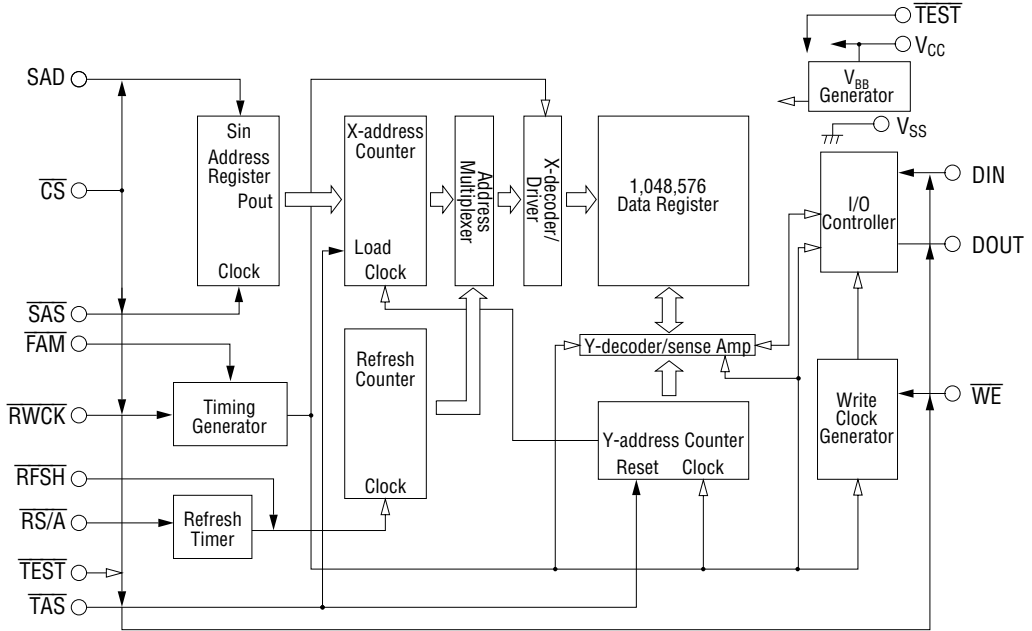 TEST
VCC
SAD
VBB
Generator
VSS
Sin
Address
Register
Pout
Clock
X-address
Counter
Load
Clock
Address
Multiplexer
X-decoder/
Driver
1,048,576
Data Register
I/O
Controller
DIN
DOUT
CS
SAS
FAM
Refresh
Counter
Clock
Y-decoder/sense Amp
Timing
Generator
RWCK
Y-address Counter
Reset Clock
Write
Clock
Generator
WE
RFSH
RS/A
Refresh
Timer
TEST
TAS